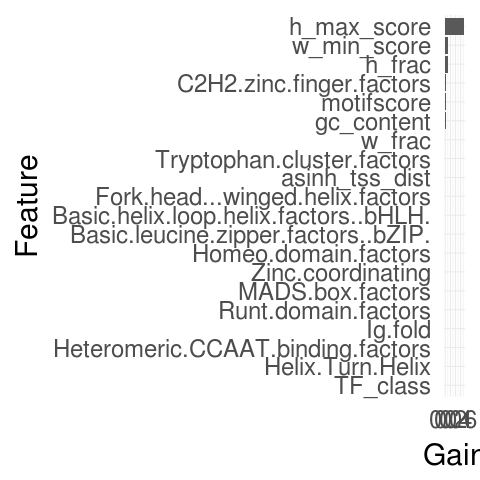 h_max_score
w_min_score
h_frac
C2H2.zinc.finger.factors
motifscore
gc_content
w_frac
Tryptophan.cluster.factors
asinh_tss_dist
Fork.head...winged.helix.factors
Basic.helix.loop.helix.factors..bHLH.
Basic.leucine.zipper.factors..bZIP.
Homeo.domain.factors
Zinc.coordinating
MADS.box.factors
Runt.domain.factors
Ig.fold
Heteromeric.CCAAT.binding.factors
Helix.Turn.Helix
TF_class
Feature
Gain